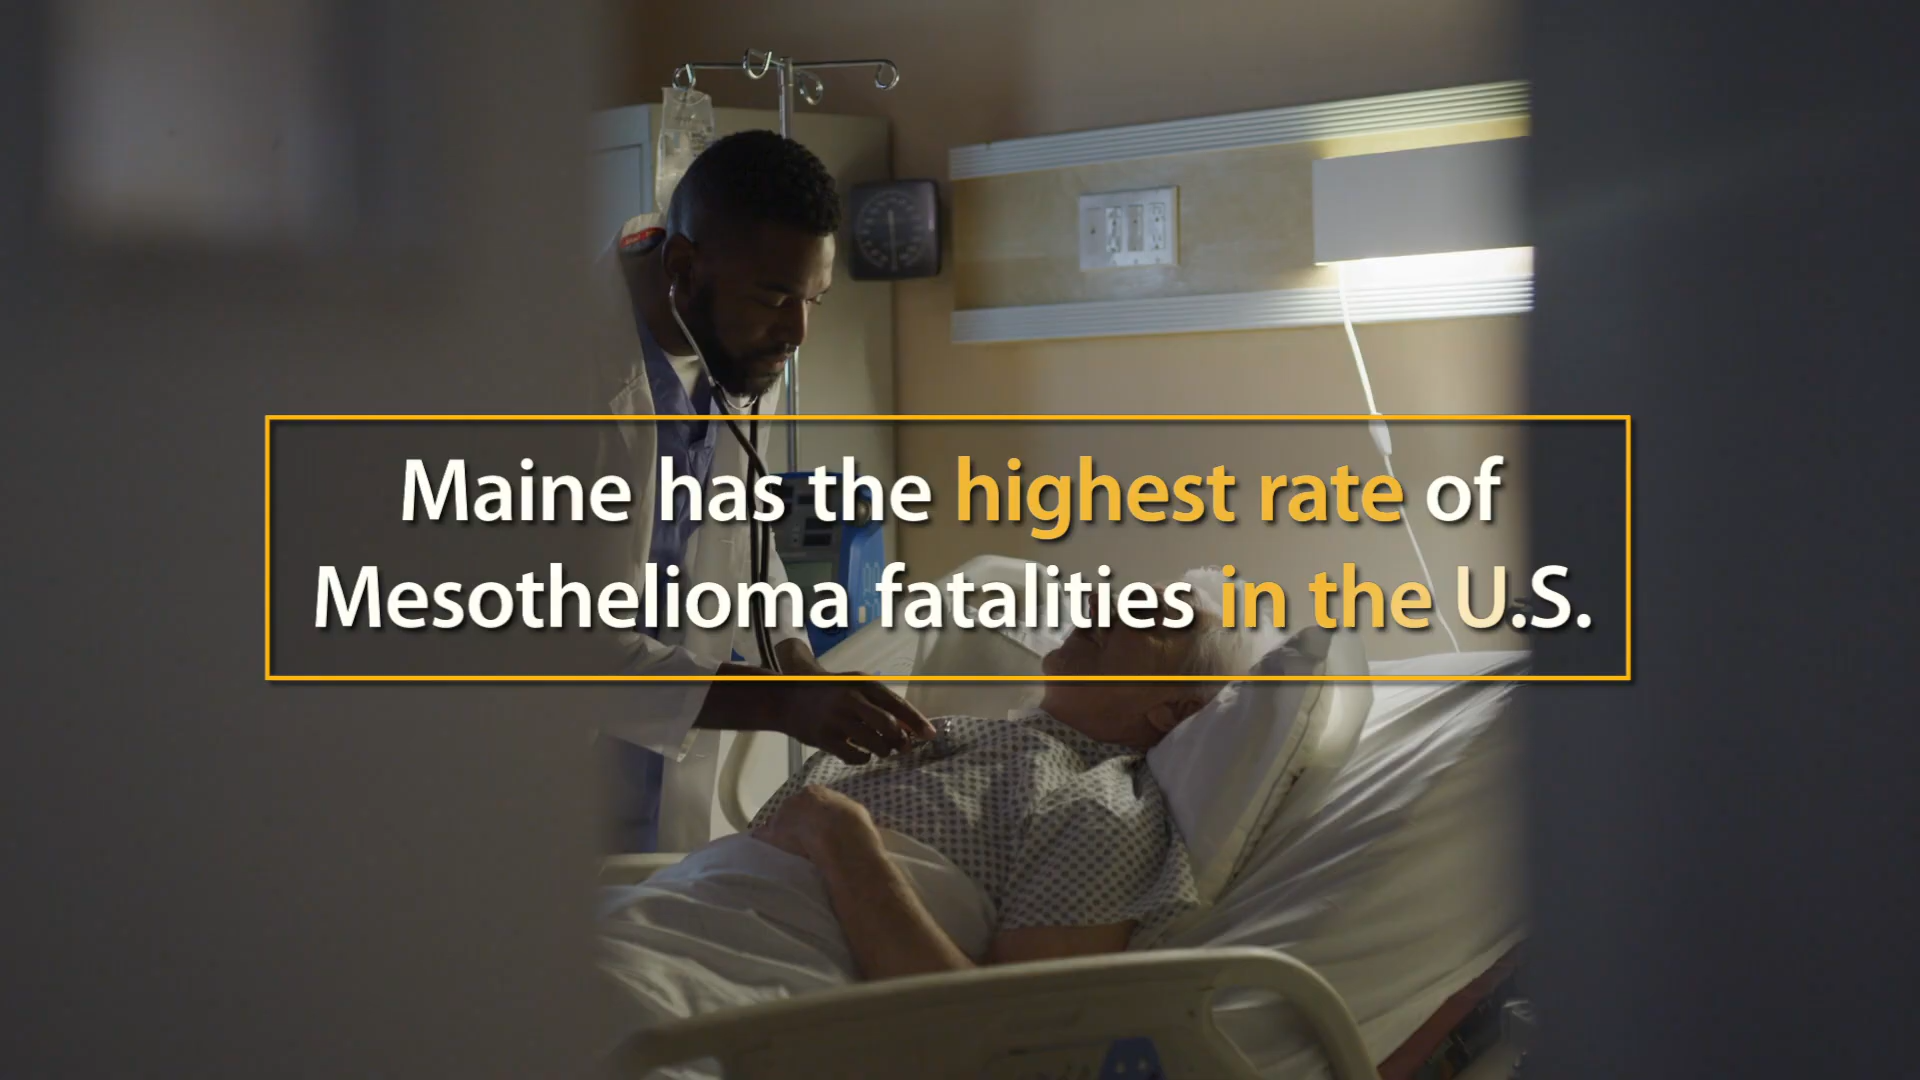 Maine has the highest rate of
Mesothelioma fatalities in the U.S.